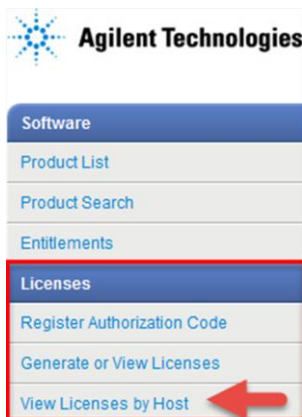 Agilent Technologies
Software
Product List
Product Search
Entitlements
Licenses
Register Authorization Code
Generate or View Licenses
View Licenses by Host